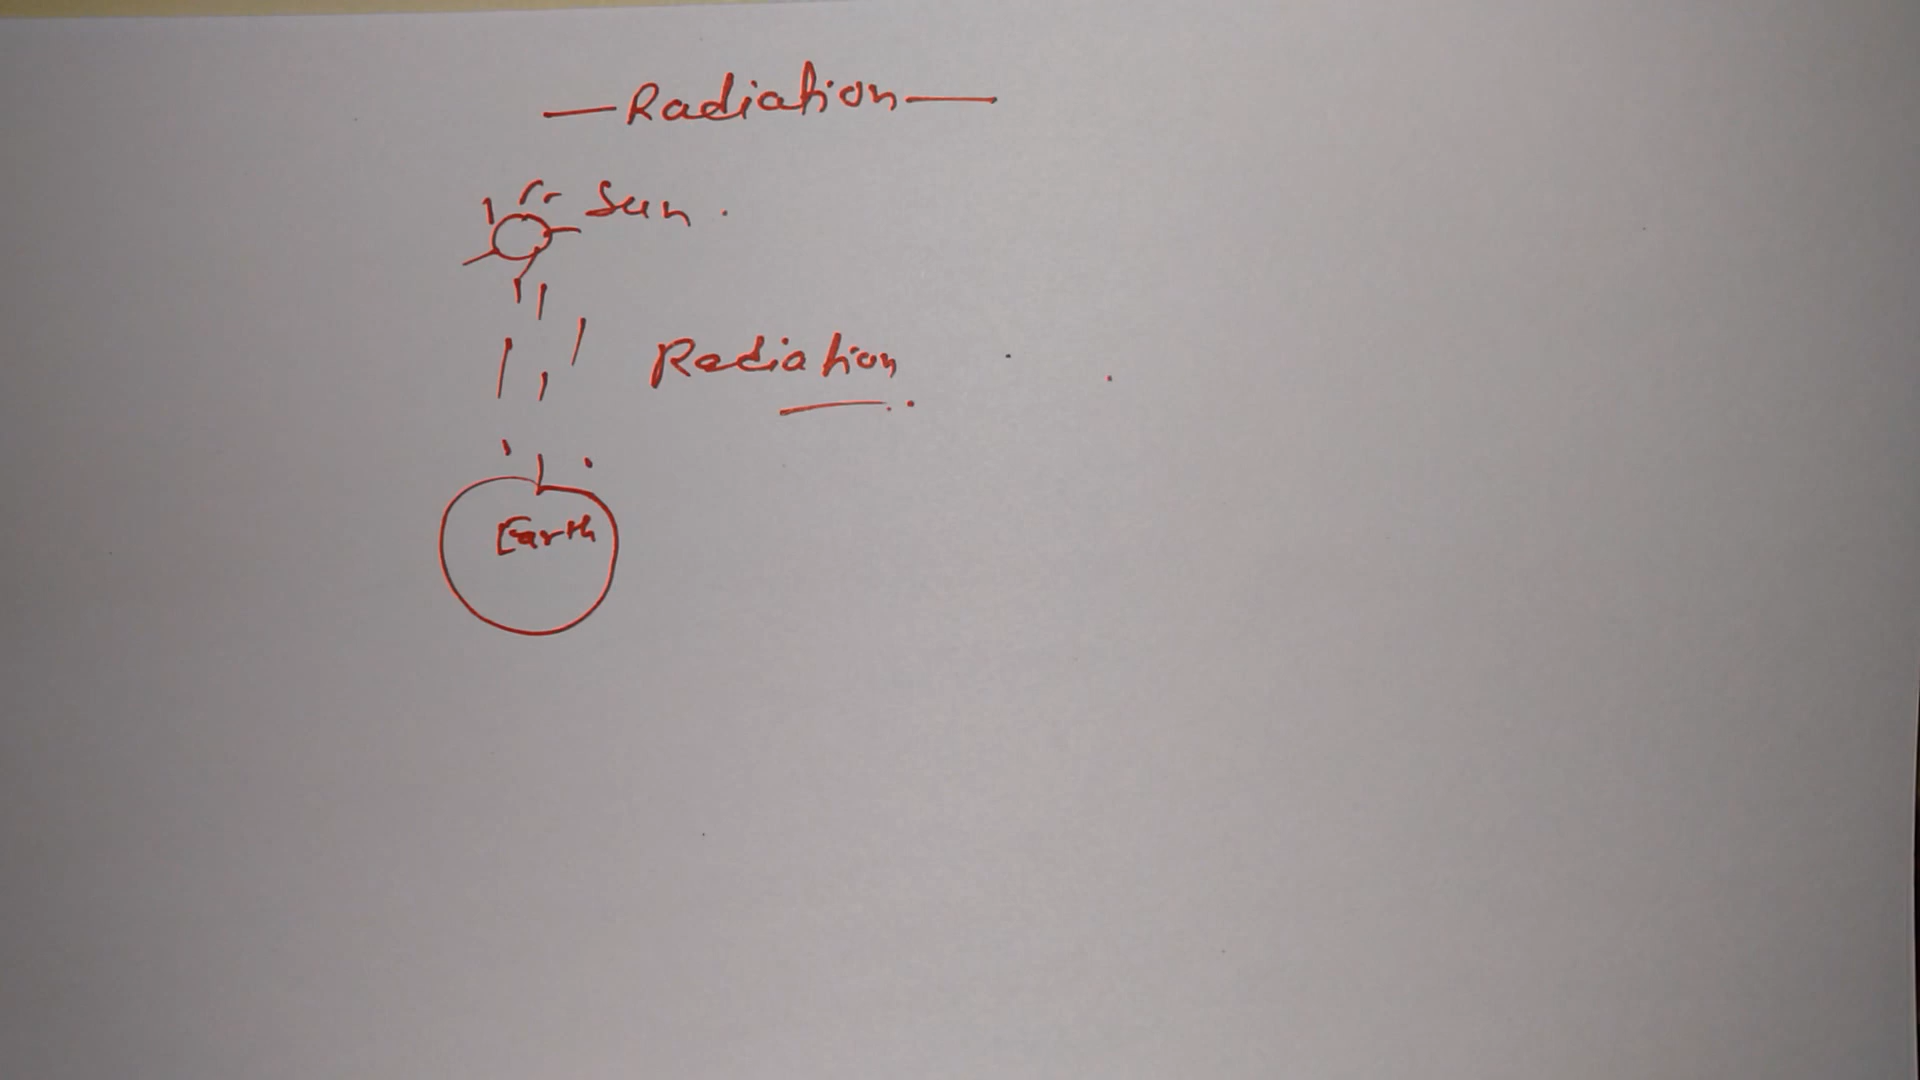 — Radiation —
Sun .
Radiation
Earth